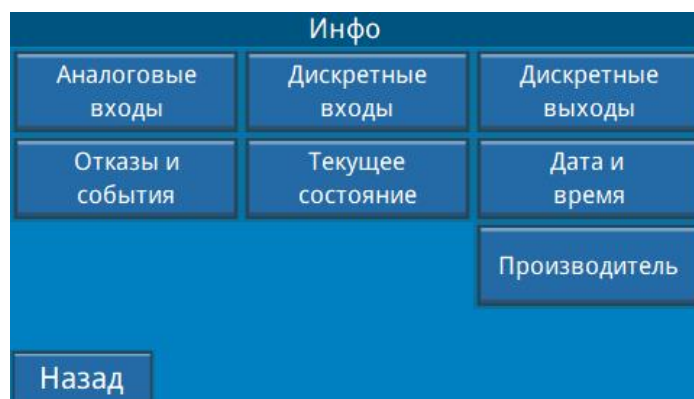 Инфо
Аналоговые
входы
Дискретные
входы
Дискретные
выходы
Отказы и
события
Текущее
состояние
Дата и
время
Производитель
Назад